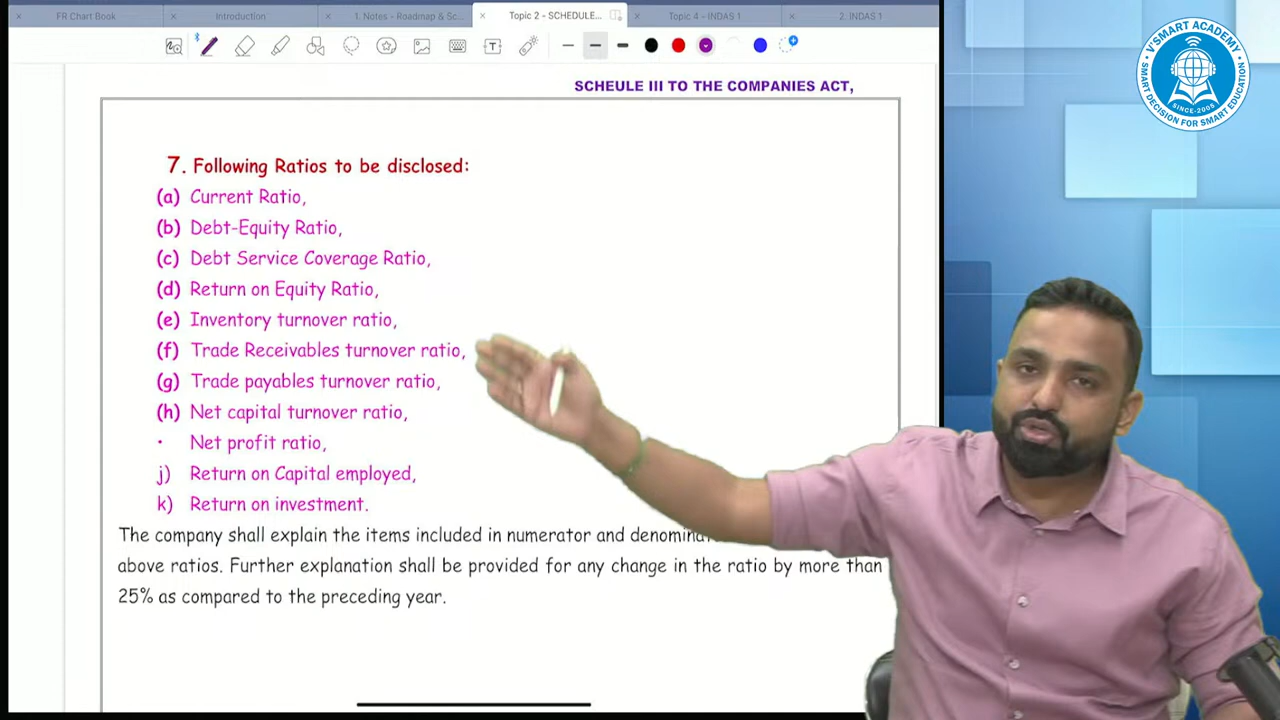 FR Chart Book
Introduction
1. Notes - Roadmap & Sc...
Topic 2 - SCHEDULE...
Topic 4 - INDAS 1
2. INDAS 1
SCHEULE III TO THE COMPANIES ACT,
7. Following Ratios to be disclosed:
(a) Current Ratio,
(b) Debt-Equity Ratio,
(c) Debt Service Coverage Ratio,
(d) Return on Equity Ratio,
(e) Inventory turnover ratio,
(f) Trade Receivables turnover ratio,
(g) Trade payables turnover ratio,
(h) Net capital turnover ratio,
· Net profit ratio,
j) Return on Capital employed,
k) Return on investment.
The company shall explain the items included in numerator and
above ratios. Further explanation shall be provided for any change in the ratio by more than
25% as compared to the preceding year.
V'SMART ACADEMY
SINCE-2005
SMART DECISION FOR SMART EDUCATION